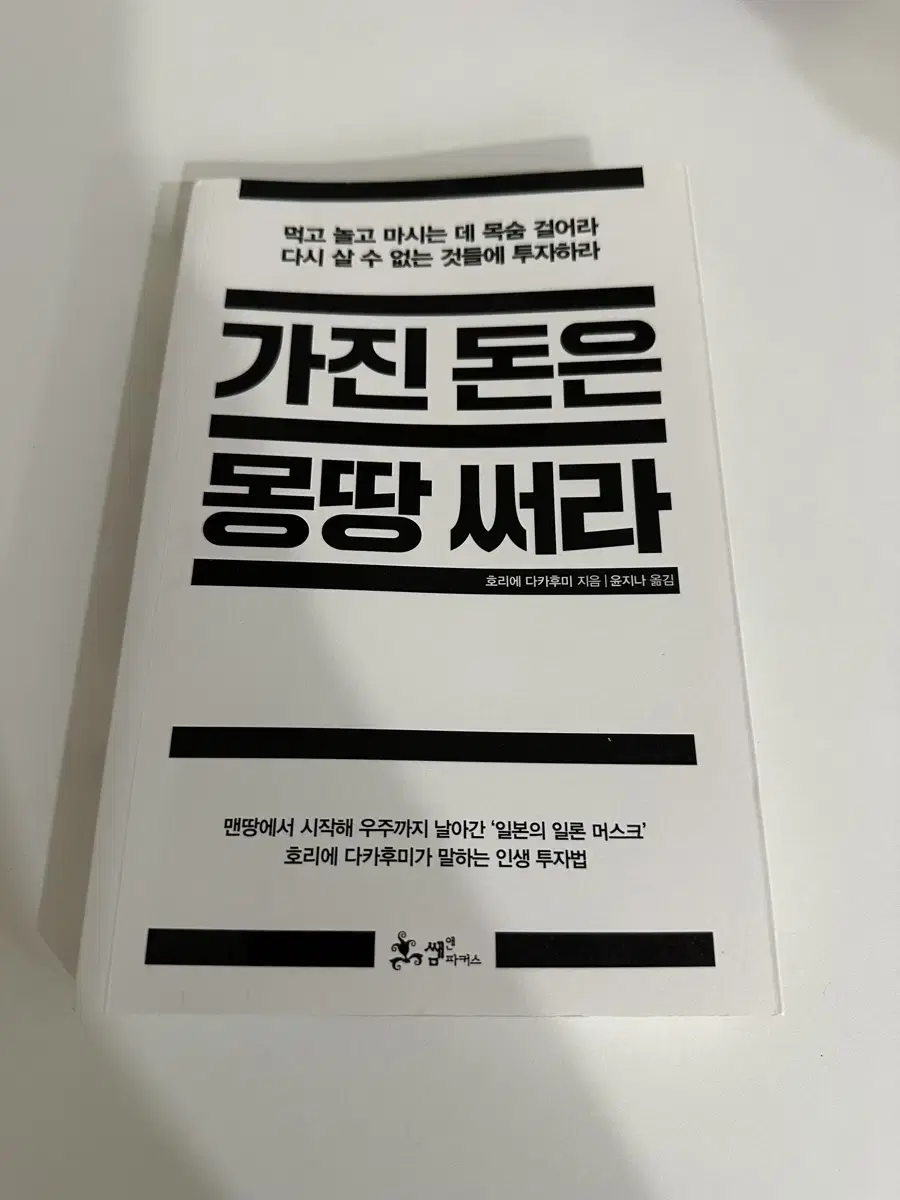 먹고 놀고 마시는 데 목숨 걸어라
다시 살 수 없는 것들에 투자하라
가진 돈은
몽땅 써라
호리에 다카후미 지음 | 윤지나 옮김
맨땅에서 시작해 우주까지 날아간 '일본의 일론 머스크'
호리에 다카후미가 말하는 인생 투자법
쌤앤파커스